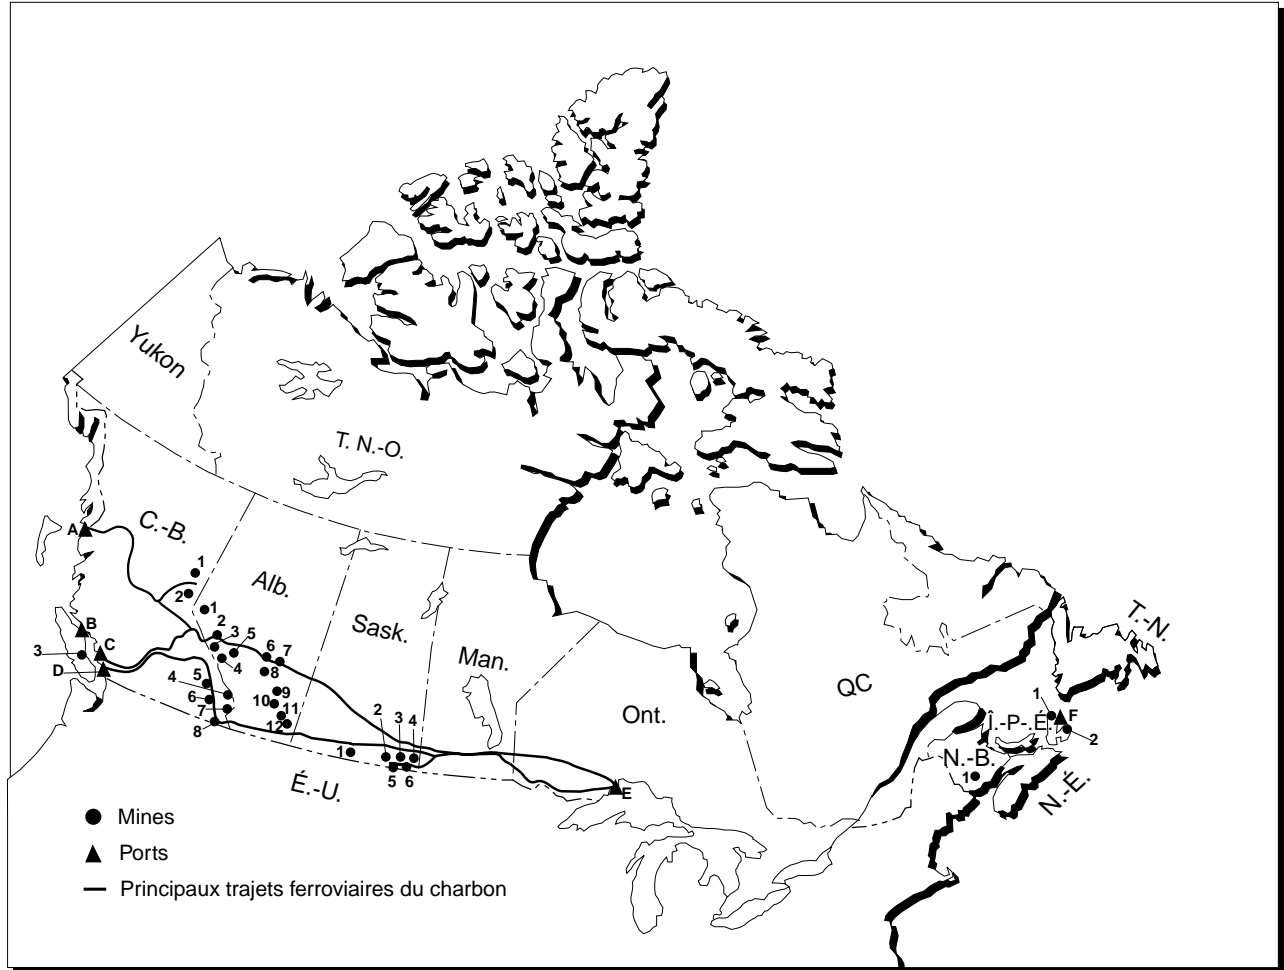 Yukon
T. N.-O.
C.-B.
A
1
2
Alb.
1
2
3
5
4
6
7
8
9
10
11
12
Sask.
Man.
B
C
3
D
4
5
6
7
8
2
3
4
1
5
6
É.-U.
Ont.
E
QC
T.-N.
1
F
Î.-P-.É.
2
N.-B.
1
N.-É.
Mines
Ports
Principaux trajets ferroviaires du charbon